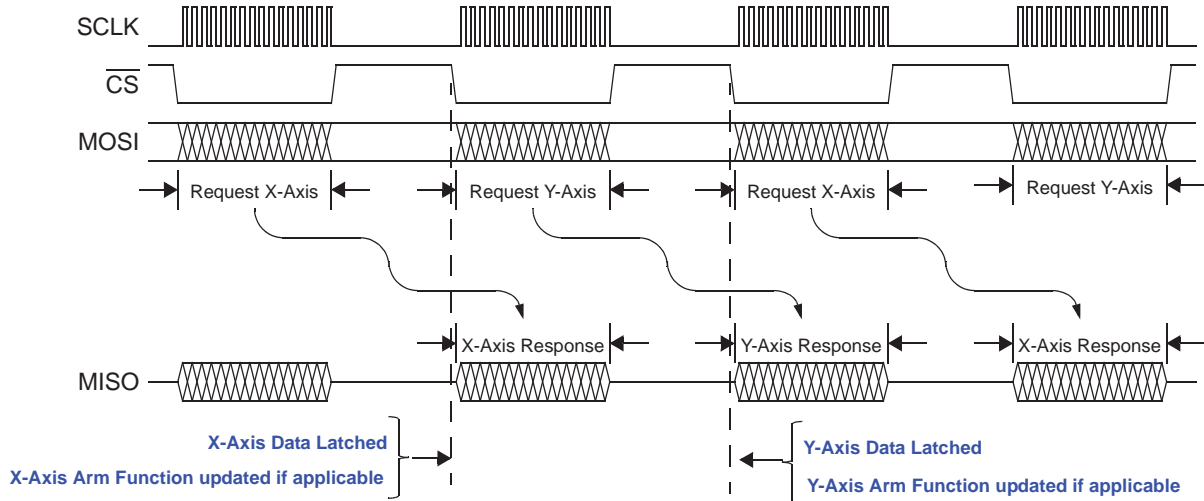 SCLK
CS
MOSI
Request X-Axis
Request Y-Axis
Request X-Axis
Request Y-Axis
X-Axis Response
Y-Axis Response
X-Axis Response
MISO
X-Axis Data Latched
X-Axis Arm Function updated if applicable
Y-Axis Data Latched
Y-Axis Arm Function updated if applicable